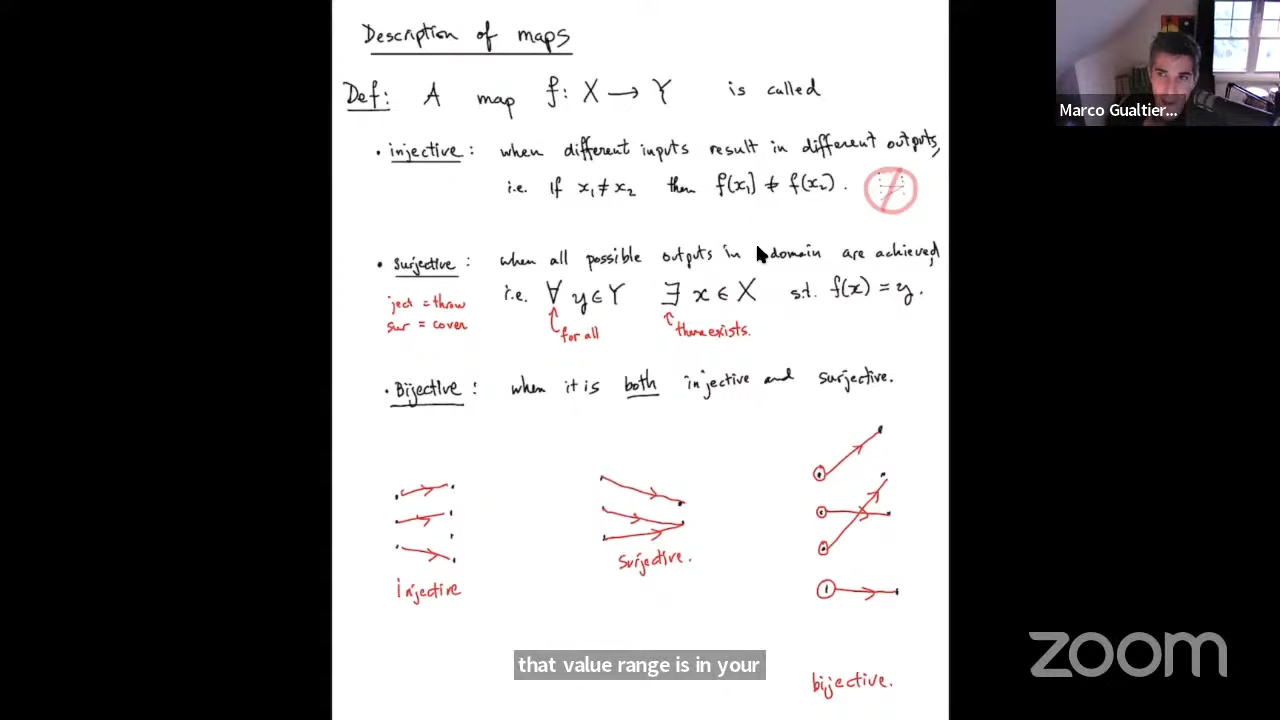 Description of maps
Def: A map f: X → Y is called
• injective: when different inputs result in different outputs,
i.e. If x₁ ≠ x₂ then f(x₁) ≠ f(x₂).
• Surjective: when all possible outputs in domain are achieved,
ject = throw
sur = cover
i.e. ∀ y ∈ Y ∃ x ∈ X s.t. f(x) = y.
for all
there exists.
• Bijective: when it is both injective and surjective.
injective
Surjective.
bijective.
that value range is in your
Marco Gualtier...
zoom